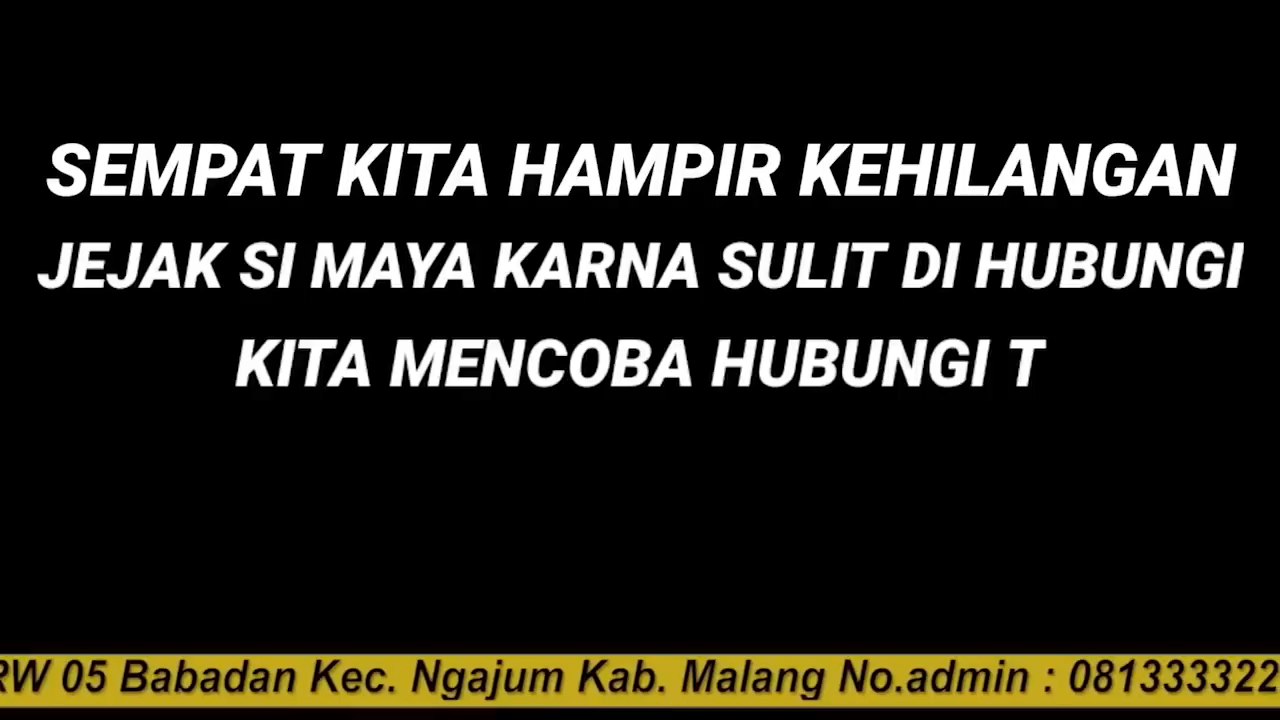 SEMPAT KITA HAMPIR KEHILANGAN
JEJAK SI MAYA KARNA SULIT DI HUBUNGI
KITA MENCOBA HUBUNGI T
RW 05 Babadan Kec. Ngajum Kab. Malang No.admin : 081333322